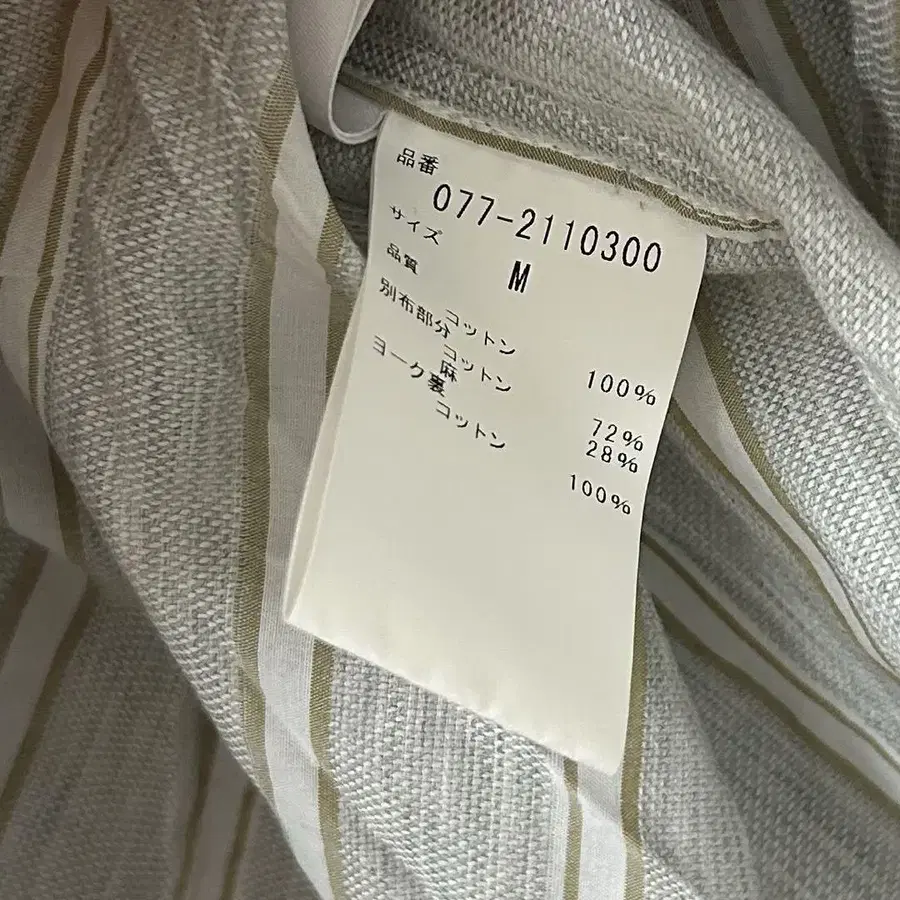 品番
077-2110300
サイズ
M
品質
コットン 100%
別布部分
コットン 72%
麻 28%
ヨーク裏
コットン 100%